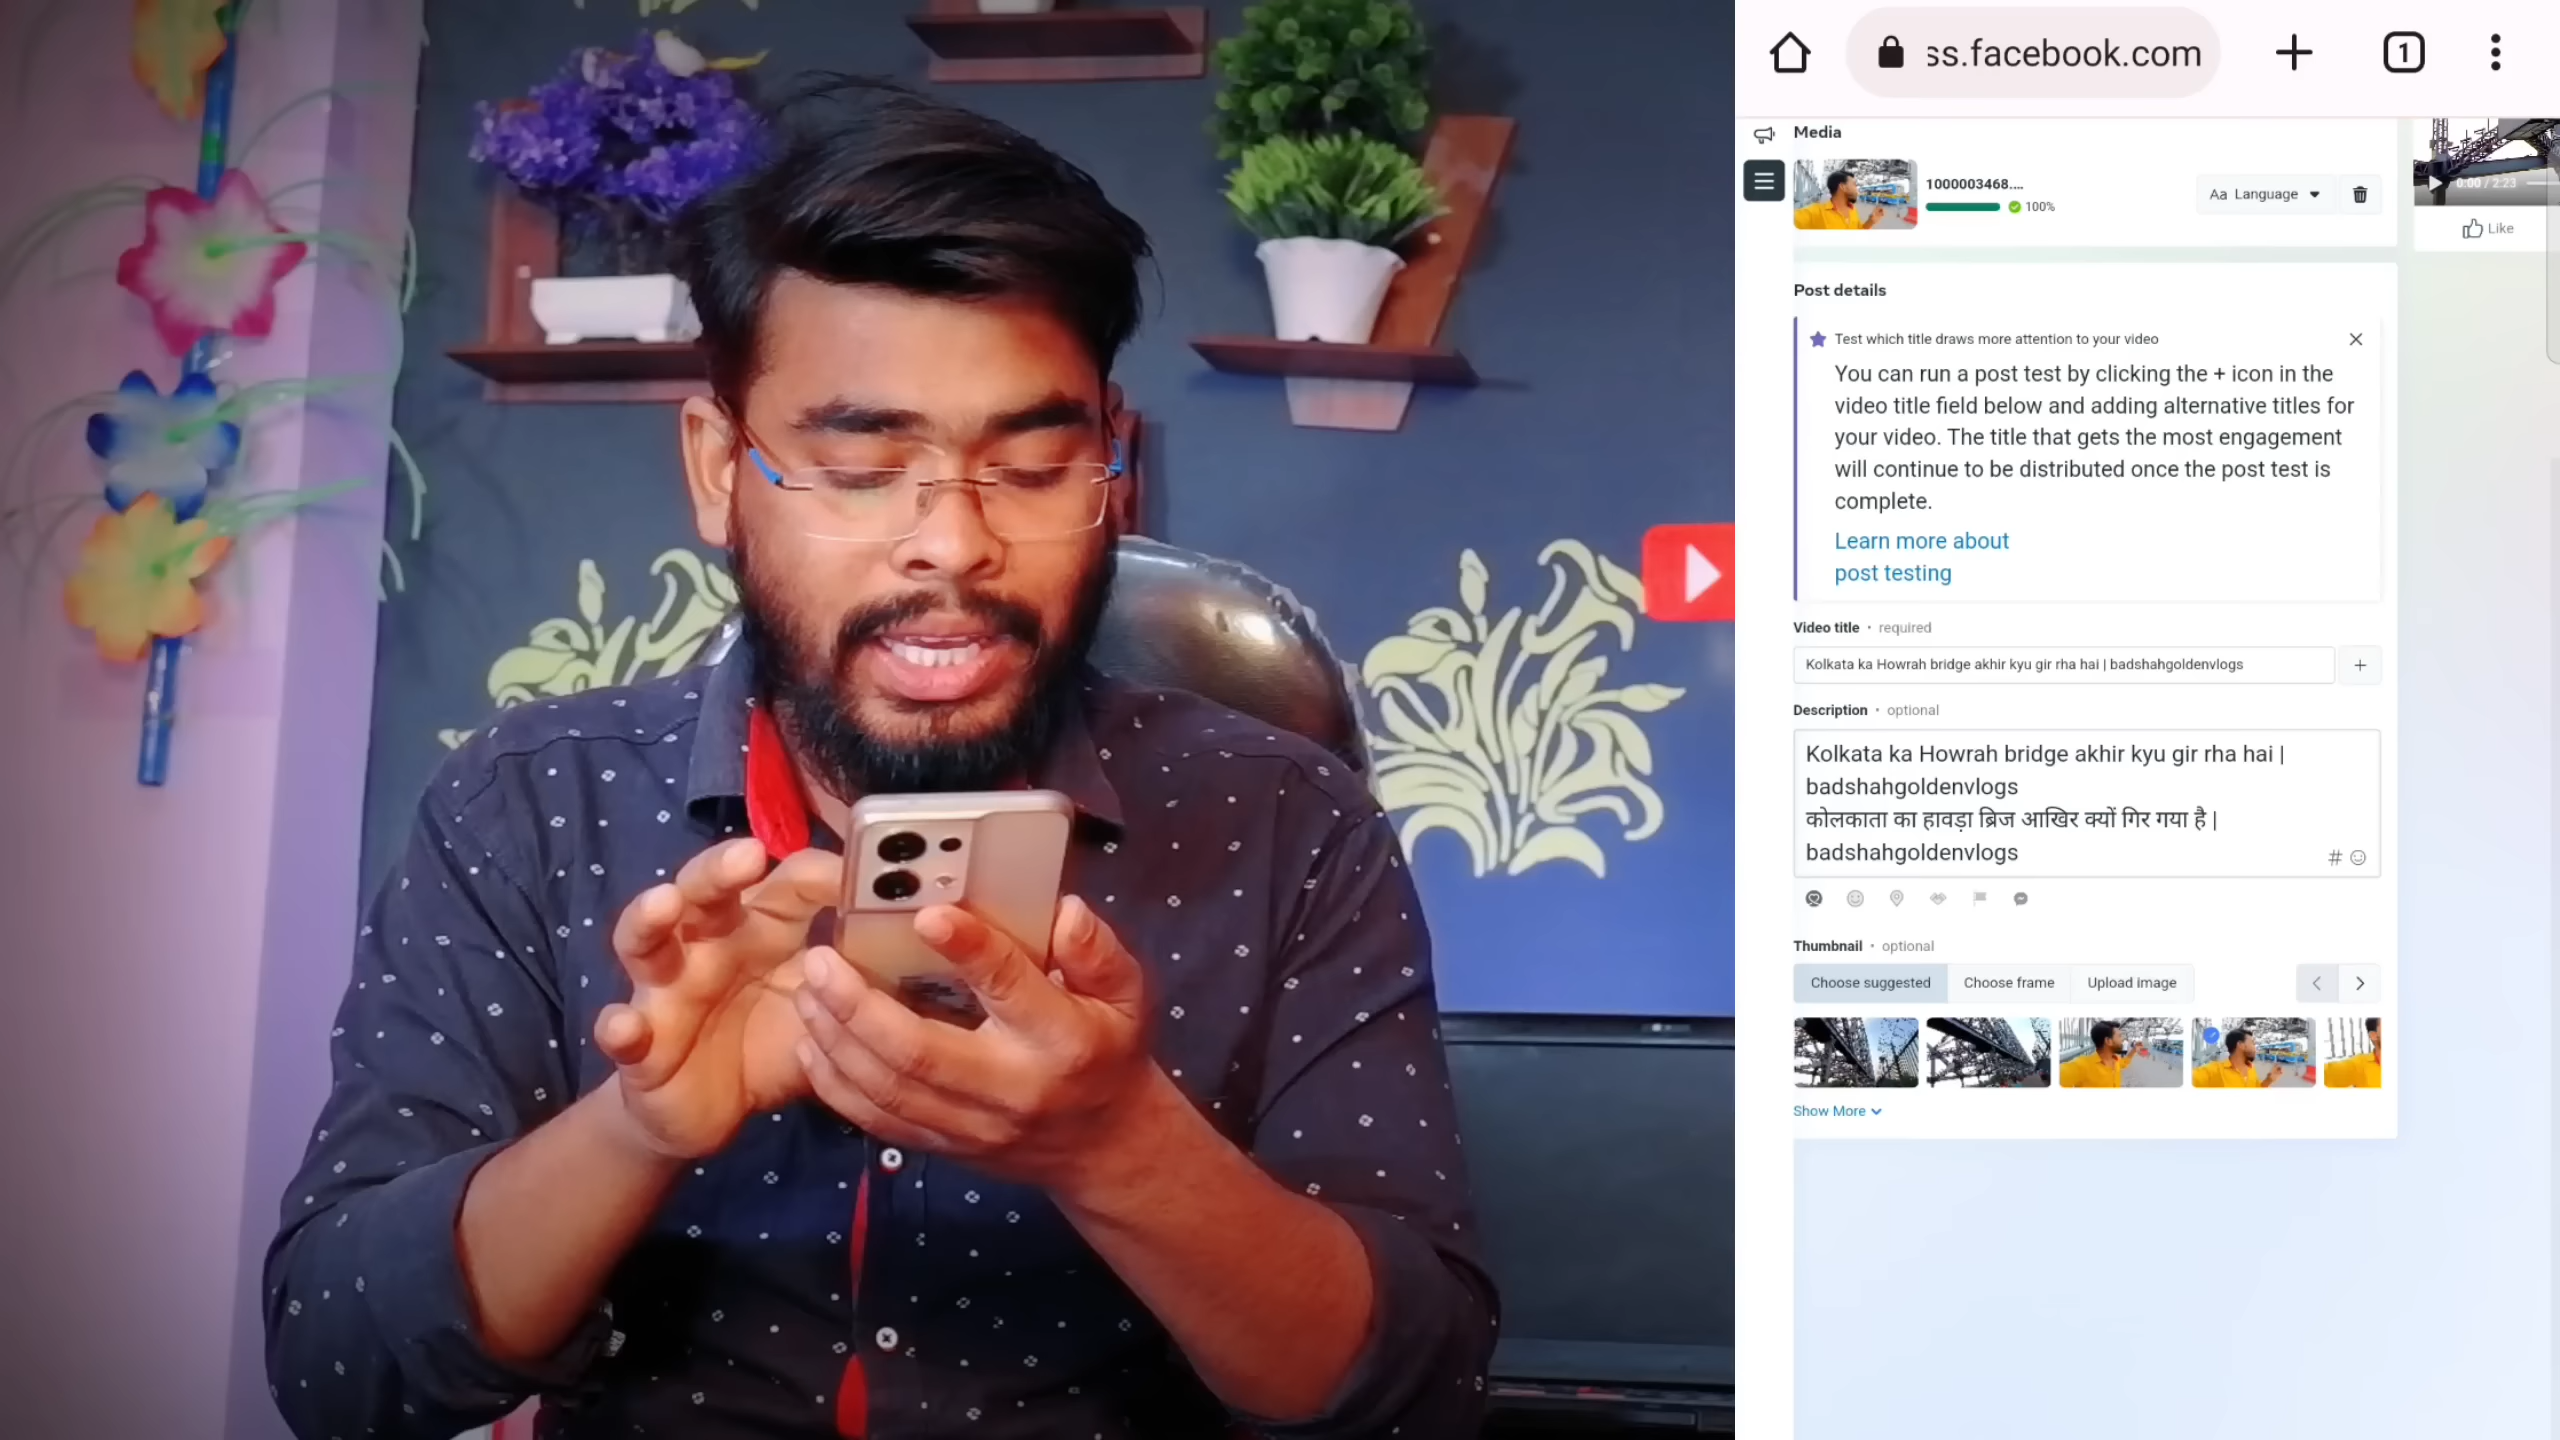 ss.facebook.com
1
Media
1000003468....
100%
Aa Language
0:00 / 2:23
Like
Post details
Test which title draws more attention to your video
You can run a post test by clicking the + icon in the
video title field below and adding alternative titles for
your video. The title that gets the most engagement
will continue to be distributed once the post test is
complete.
Learn more about
post testing
Video title • required
Kolkata ka Howrah bridge akhir kyu gir rha hai | badshahgoldenvlogs
+
Description • optional
Kolkata ka Howrah bridge akhir kyu gir rha hai |
badshahgoldenvlogs
कोलकाता का हावड़ा ब्रिज आखिर क्यों गिर गया है |
badshahgoldenvlogs
#
Thumbnail • optional
Choose suggested
Choose frame
Upload image
Show More